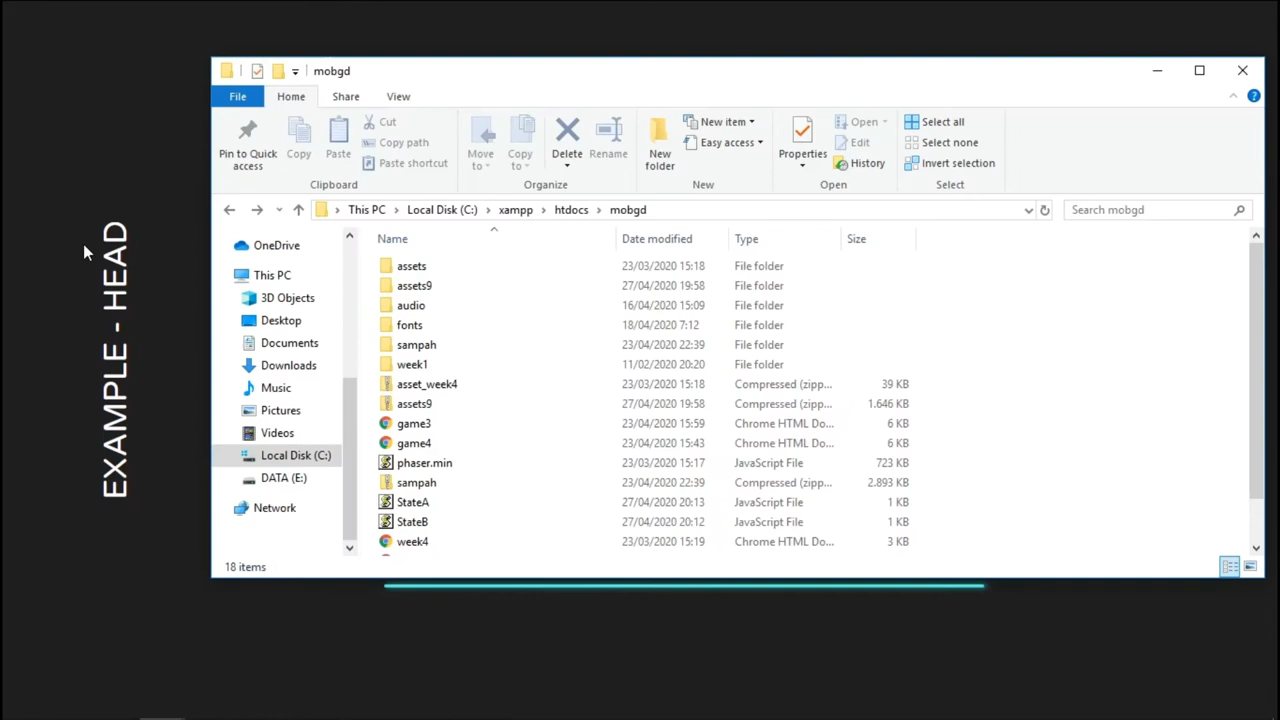 EXAMPLE - HEAD
mobgd
File Home Share View
Pin to Quick access
Copy
Paste
Cut
Copy path
Paste shortcut
Clipboard
Move to
Copy to
Delete
Rename
Organize
New folder
New item
Easy access
New
Properties
Open
Edit
History
Open
Select all
Select none
Invert selection
Select
This PC Local Disk (C:) xampp htdocs mobgd
Search mobgd
OneDrive
This PC
3D Objects
Desktop
Documents
Downloads
Music
Pictures
Videos
Local Disk (C:)
DATA (E:)
Network
Name Date modified Type Size
assets 23/03/2020 15:18 File folder
assets9 27/04/2020 19:58 File folder
audio 16/04/2020 15:09 File folder
fonts 18/04/2020 7:12 File folder
sampah 23/04/2020 22:39 File folder
week1 11/02/2020 20:20 File folder
asset_week4 23/03/2020 15:18 Compressed (zipp... 39 KB
assets9 27/04/2020 19:58 Compressed (zipp... 1.646 KB
game3 23/04/2020 15:59 Chrome HTML Do... 6 KB
game4 23/04/2020 15:43 Chrome HTML Do... 6 KB
phaser.min 23/03/2020 15:17 JavaScript File 723 KB
sampah 23/04/2020 22:39 Compressed (zipp... 2.893 KB
StateA 27/04/2020 20:13 JavaScript File 1 KB
StateB 27/04/2020 20:12 JavaScript File 1 KB
week4 23/03/2020 15:19 Chrome HTML Do... 3 KB
18 items